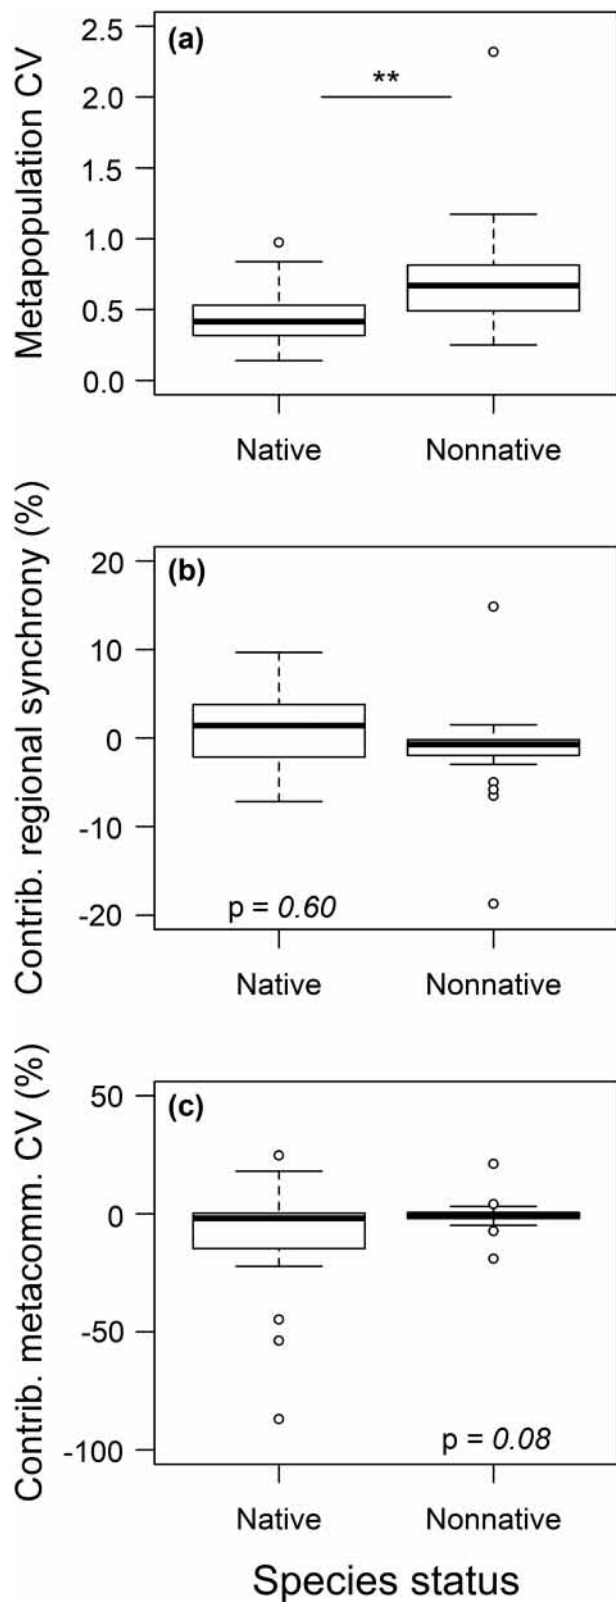 Metapopulation CV
(a)
2.5
2.0
1.5
1.0
0.5
0.0
**
Native
Nonnative
Contrib. regional synchrony (%)
(b)
20
10
0
-10
-20
p = 0.60
Native
Nonnative
Contrib. metacomm. CV (%)
(c)
50
0
-50
-100
p = 0.08
Native
Nonnative
Species status